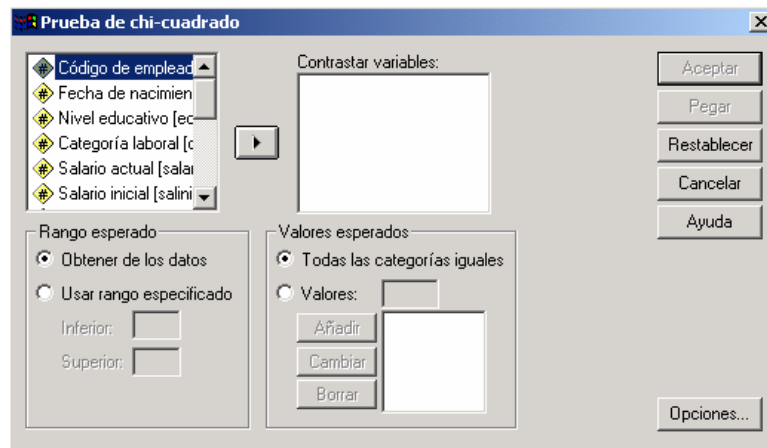 Prueba de chi-cuadrado
Código de emplead
Fecha de nacimien
Nivel educativo [ec
Categoría laboral [c
Salario actual [salar
Salario inicial [salini
Contrastar variables:
Aceptar
Pegar
Restablecer
Cancelar
Ayuda
Rango esperado
Obtener de los datos
Usar rango especificado
Inferior:
Superior:
Valores esperados
Todas las categorías iguales
Valores:
Añadir
Cambiar
Borrar
Opciones...